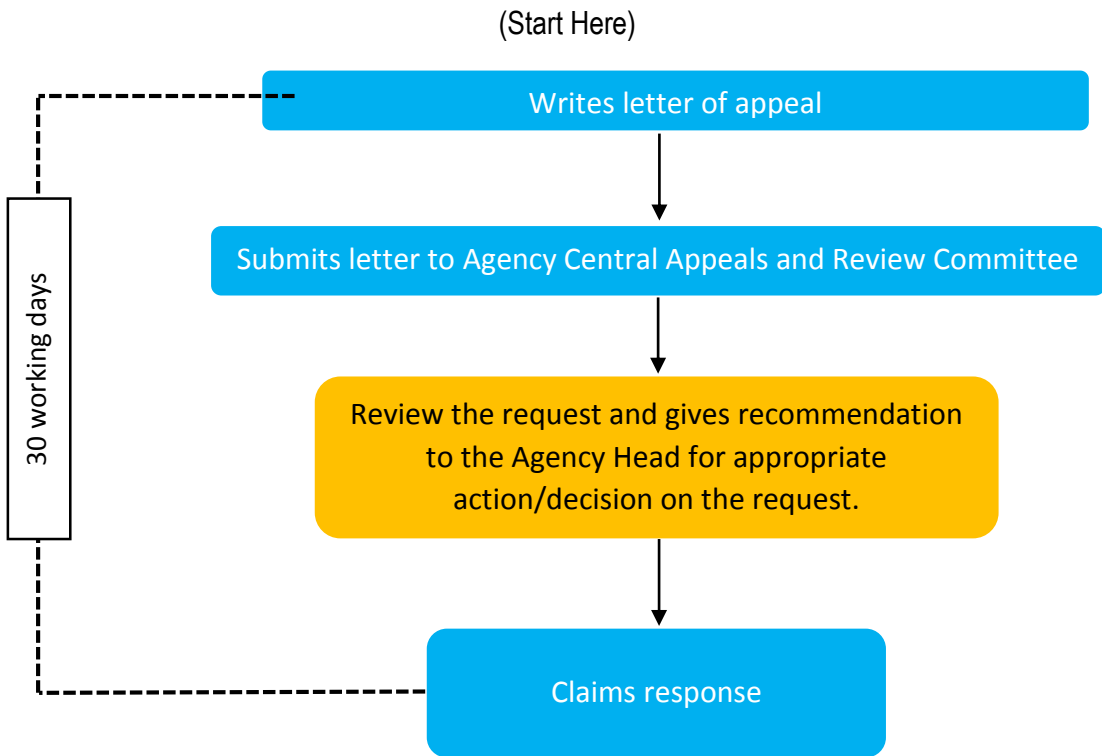 (Start Here)
Writes letter of appeal
Submits letter to Agency Central Appeals and Review Committee
30 working days
Review the request and gives recommendation
to the Agency Head for appropriate
action/decision on the request.
Claims response